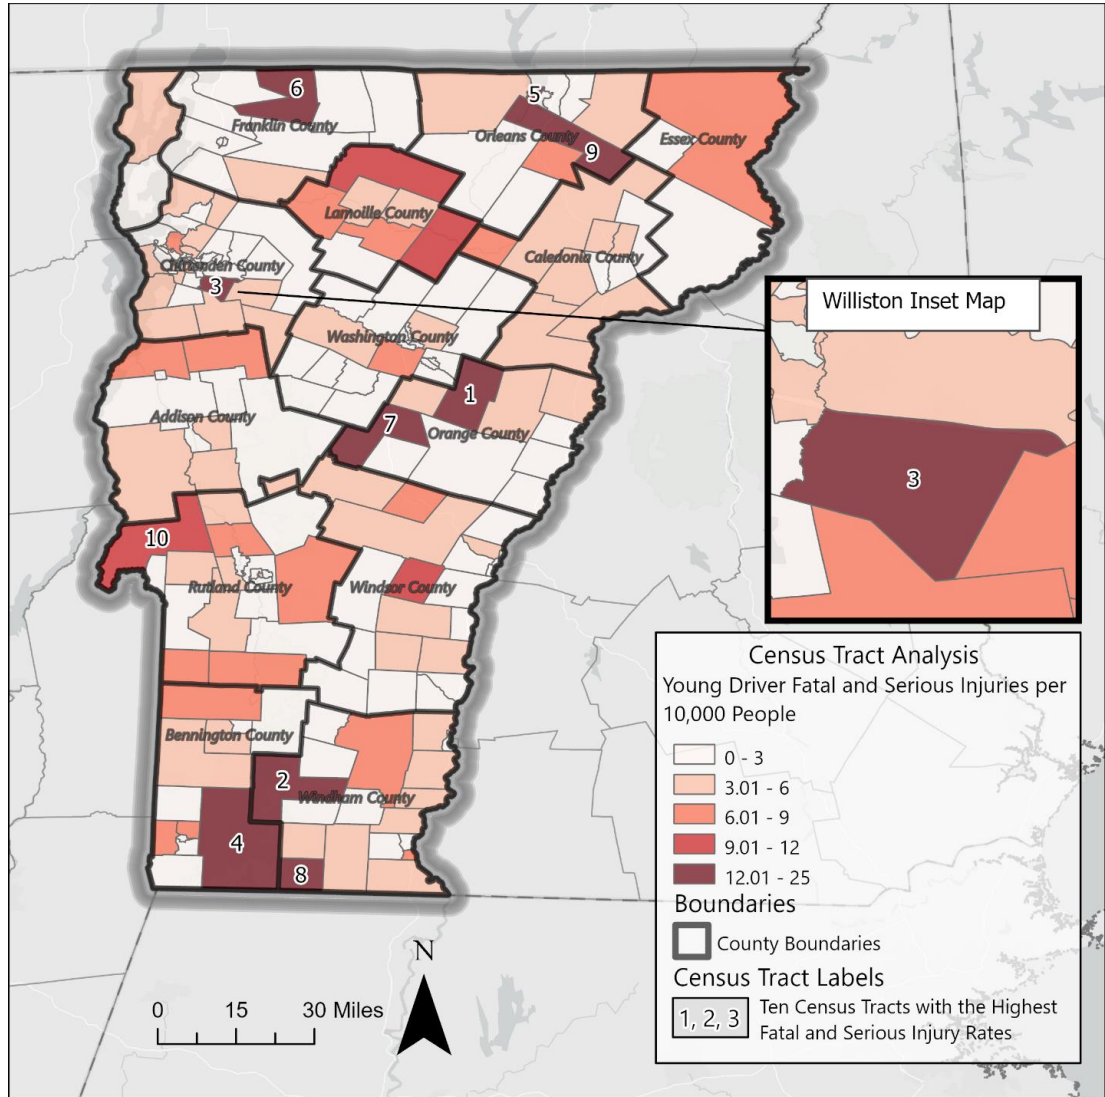 6
Franklin County
5
Orleans County
9
Essex County
Lamoille County
Chittenden County
3
Caledonia County
Washington County
1
Addison County
7
Orange County
10
Rutland County
Windsor County
Bennington County
2
Windham County
4
8
Williston Inset Map
3
Census Tract Analysis
Young Driver Fatal and Serious Injuries per
10,000 People
0 - 3
3.01 - 6
6.01 - 9
9.01 - 12
12.01 - 25
Boundaries
County Boundaries
Census Tract Labels
1, 2, 3
Ten Census Tracts with the Highest
Fatal and Serious Injury Rates
N
0 15 30 Miles